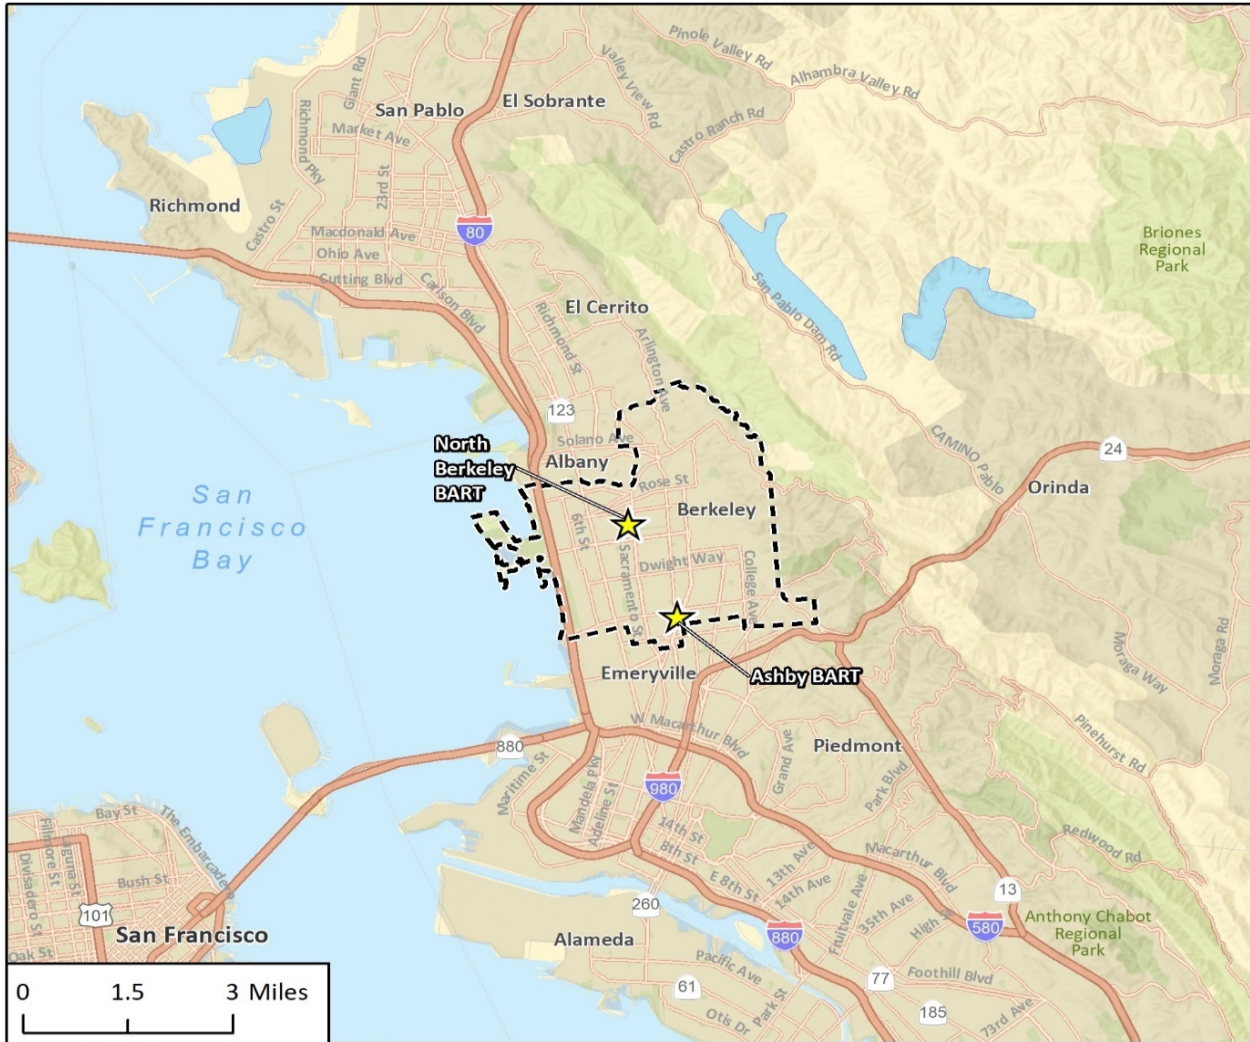 Pinole Valley Rd
Valley View Rd
Alhambra Valley Rd
Giant Rd
San Pablo
El Sobrante
Richmond Pky
Market Ave
Castro Ranch Rd
23rd St
Richmond
Castro St
80
Macdonald Ave
Ohio Ave
Cutting Blvd
Carlson Blvd
Briones
Regional
Park
San Pablo Dam Rd
El Cerrito
Richmond St
Arlington Ave
123
Solano Ave
North
Berkeley
BART
Albany
CAMINO Pablo
24
Orinda
Rose St
San
Francisco
Bay
Berkeley
6th St
Sacramento St
Dwight Way
College Ave
Moraga Way
Moraga Rd
Emeryville
Ashby BART
W Macarthur Blvd
Piedmont
Pinehurst Rd
880
Maritime St
Mandela Pky
Adeline St
980
Grand Ave
Park Blvd
Bay St
The Embarcadero
Fillmore St
Laguna St
Divisadero St
Bush St
14th St
8th St
E 8th St
13th Ave
14th Ave
Macarthur Blvd
Redwood Rd
101
San Francisco
Oak St
260
Fruitvale Ave
35th Ave
High St
13
580
Anthony Chabot
Regional
Park
Alameda
880
Pacific Ave
Park St
77
Foothill Blvd
61
Otis Dr
185
73rd Ave
0 1.5 3 Miles